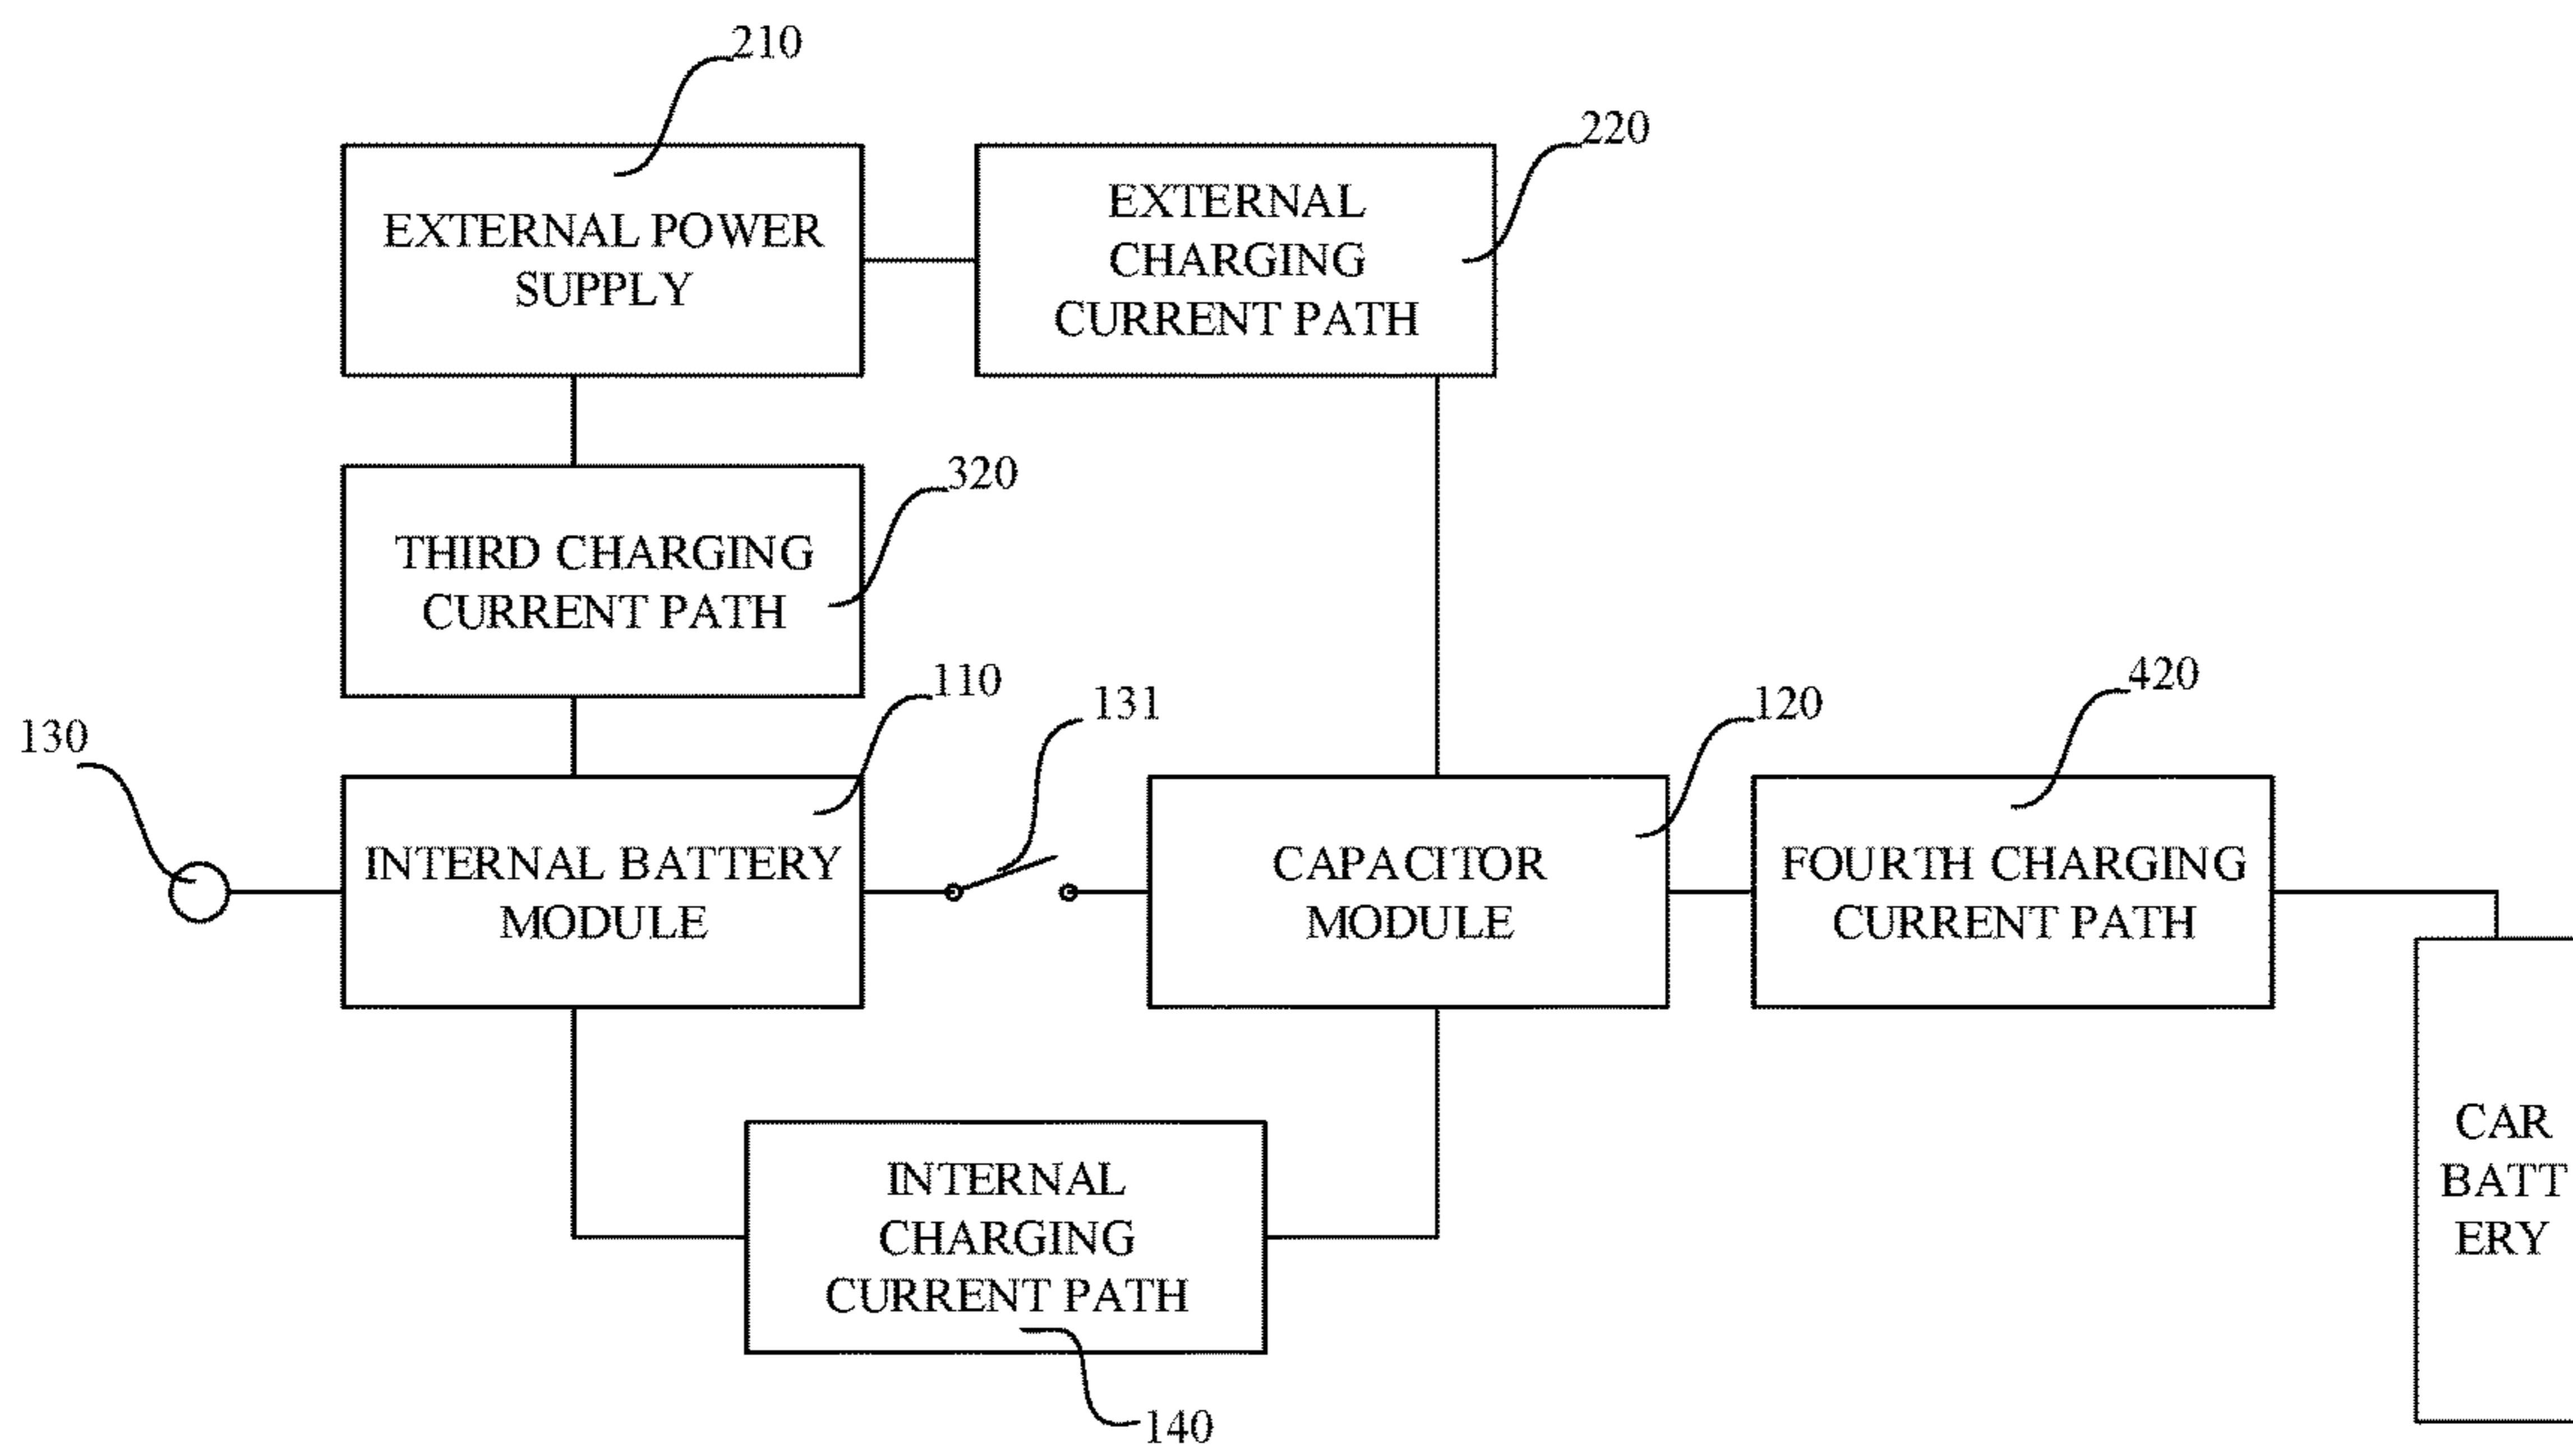 210
220
EXTERNAL POWER
SUPPLY
EXTERNAL
CHARGING
CURRENT PATH
320
THIRD CHARGING
CURRENT PATH
110
131
120
420
130
INTERNAL BATTERY
MODULE
CAPACITOR
MODULE
FOURTH CHARGING
CURRENT PATH
CAR
BATT
ERY
INTERNAL
CHARGING
CURRENT PATH
140